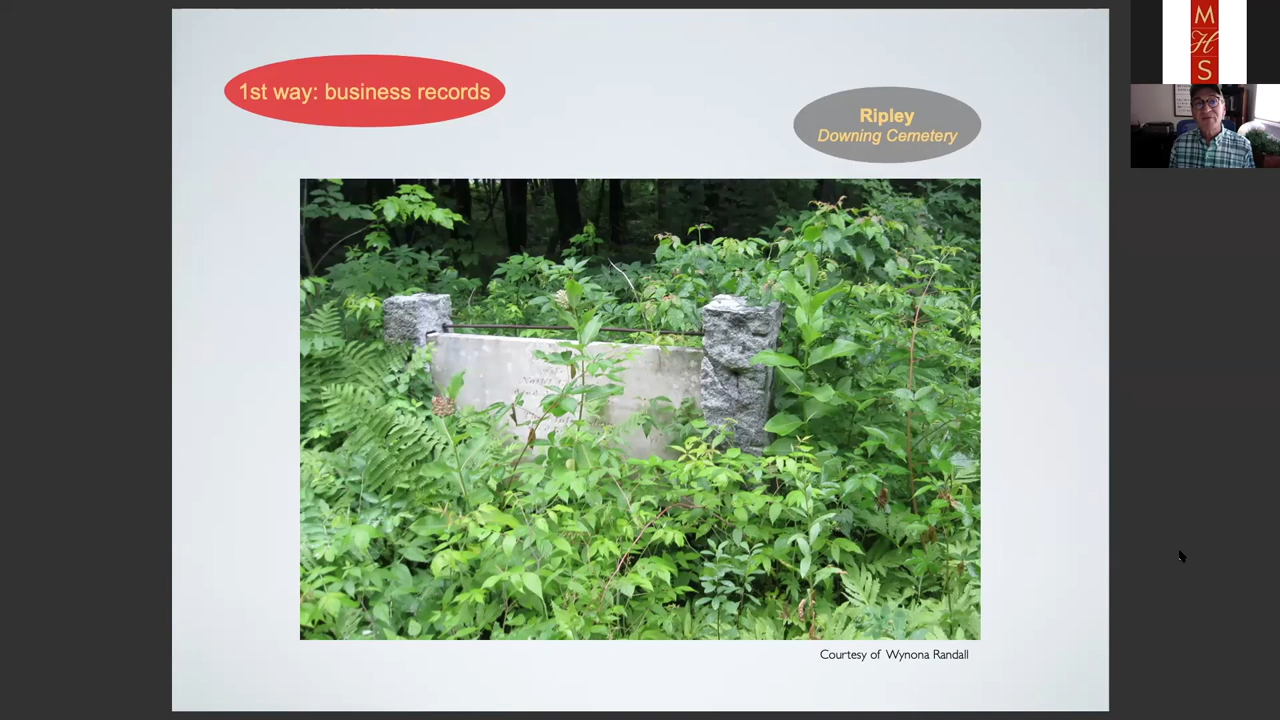 1st way: business records
Ripley
Downing Cemetery
Courtesy of Wynona Randall
M
H
S